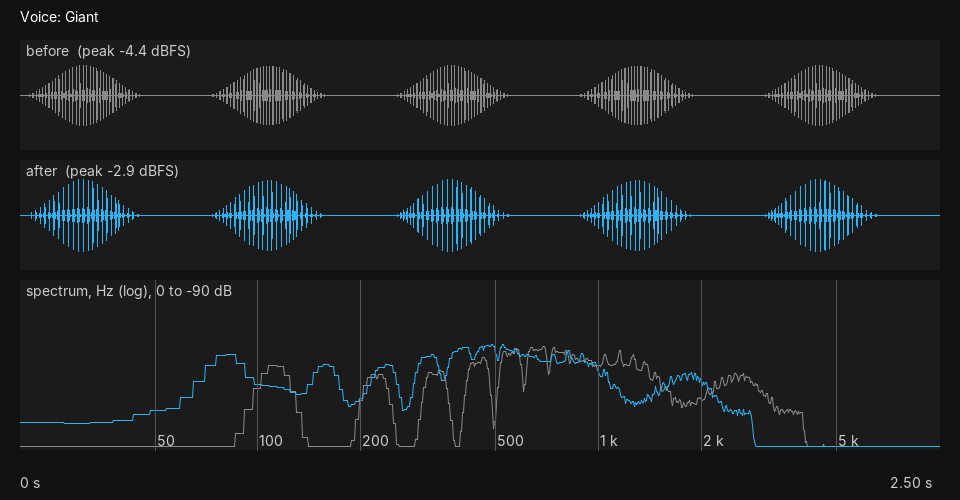 Voice: Giant
before  (peak -4.4 dBFS)
after  (peak -2.9 dBFS)
spectrum, Hz (log), 0 to -90 dB
50 100 200 500 1 k 2 k 5 k
0 s 2.50 s